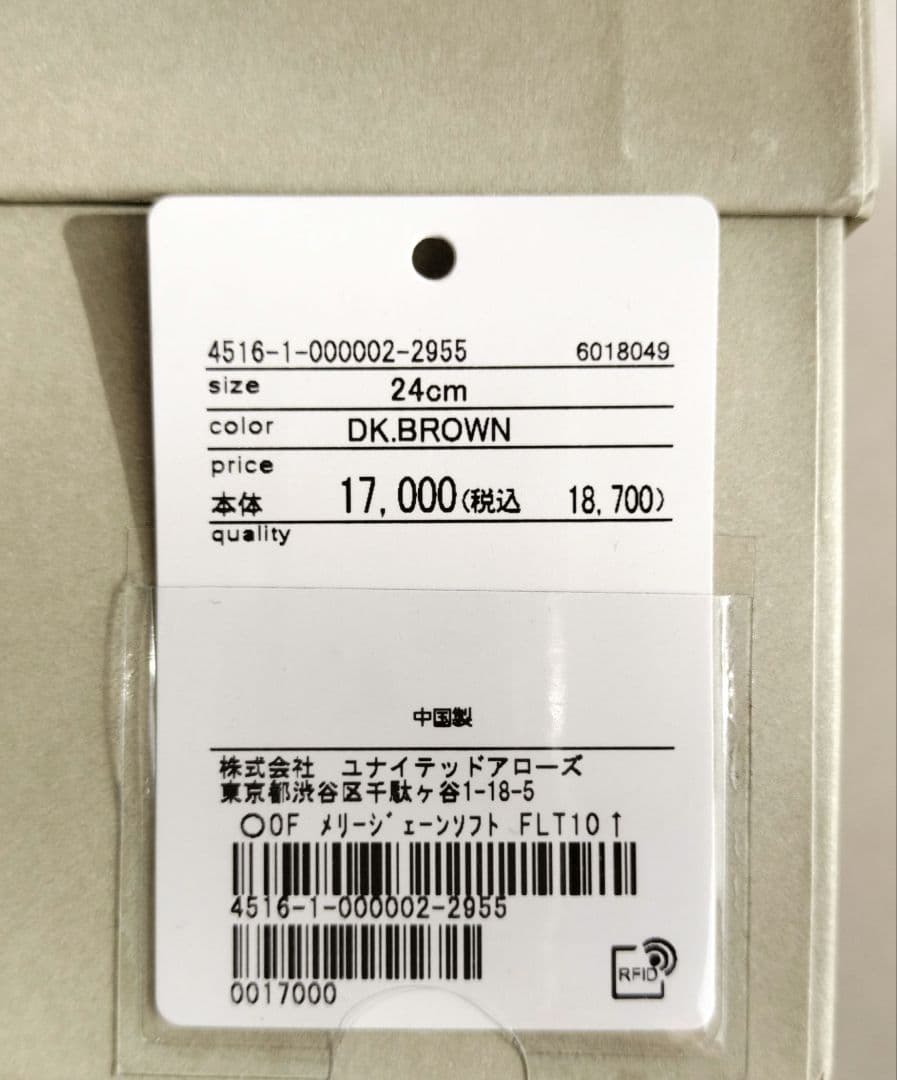 4516-1-000002-2955 6018049
size 24cm
color DK.BROWN
price
本体 17,000(税込 18,700)
quality
中国製
株式会社 ユナイテッドアローズ
東京都渋谷区千駄ヶ谷1-18-5
〇OF ﾒﾘｰｼﾞｪｰﾝｿﾌﾄ FLT10↑
4516-1-000002-2955
0017000
RFID